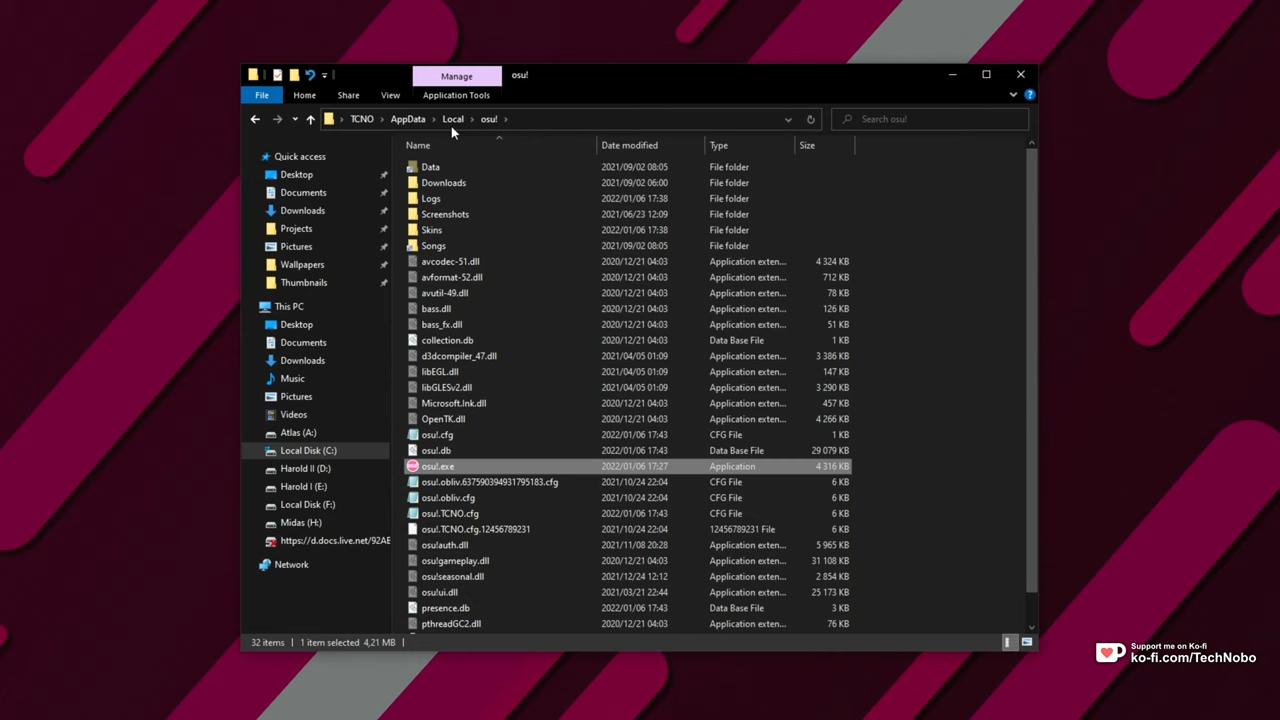 Manage
osu!
File
Home
Share
View
Application Tools
TCNO
AppData
Local
osu!
Search osu!
Name
Date modified
Type
Size
Quick access
Desktop
Documents
Downloads
Projects
Pictures
Wallpapers
Thumbnails
This PC
Desktop
Documents
Downloads
Music
Pictures
Videos
Atlas (A:)
Local Disk (C:)
Harold II (D:)
Harold I (E:)
Local Disk (F:)
Midas (H:)
https://d.docs.live.net/92AE
Network
Data 2021/09/02 08:05 File folder
Downloads 2021/09/02 06:00 File folder
Logs 2022/01/06 17:38 File folder
Screenshots 2021/06/23 12:09 File folder
Skins 2022/01/06 17:38 File folder
Songs 2021/09/02 08:05 File folder
avcodec-51.dll 2020/12/21 04:03 Application exten... 4 324 KB
avformat-52.dll 2020/12/21 04:03 Application exten... 712 KB
avutil-49.dll 2020/12/21 04:03 Application exten... 78 KB
bass.dll 2020/12/21 04:03 Application exten... 126 KB
bass_fx.dll 2020/12/21 04:03 Application exten... 51 KB
collection.db 2020/12/21 04:03 Data Base File 1 KB
d3dcompiler_47.dll 2021/04/05 01:09 Application exten... 3 386 KB
libEGL.dll 2021/04/05 01:09 Application exten... 147 KB
libGLESv2.dll 2021/04/05 01:09 Application exten... 3 290 KB
Microsoft.Ink.dll 2020/12/21 04:03 Application exten... 457 KB
OpenTK.dll 2020/12/21 04:03 Application exten... 4 266 KB
osu!.cfg 2022/01/06 17:43 CFG File 1 KB
osu!.db 2022/01/06 17:43 Data Base File 29 079 KB
osu!.exe 2022/01/06 17:27 Application 4 316 KB
osu!.obliv.637590394931795183.cfg 2021/10/24 22:04 CFG File 6 KB
osu!.obliv.cfg 2021/10/24 22:04 CFG File 6 KB
osu!.TCNO.cfg 2022/01/06 17:43 CFG File 6 KB
osu!.TCNO.cfg.12456789231 2021/10/24 22:04 12456789231 File 6 KB
osu!auth.dll 2021/11/08 20:28 Application exten... 5 965 KB
osu!gameplay.dll 2020/12/21 04:03 Application exten... 31 108 KB
osu!seasonal.dll 2021/12/24 12:12 Application exten... 2 854 KB
osu!ui.dll 2021/03/21 22:44 Application exten... 25 173 KB
presence.db 2022/01/06 17:43 Data Base File 3 KB
pthreadGC2.dll 2020/12/21 04:03 Application exten... 76 KB
32 items
1 item selected 4,21 MB
Support me on Ko-fi
ko-fi.com/TechNobo